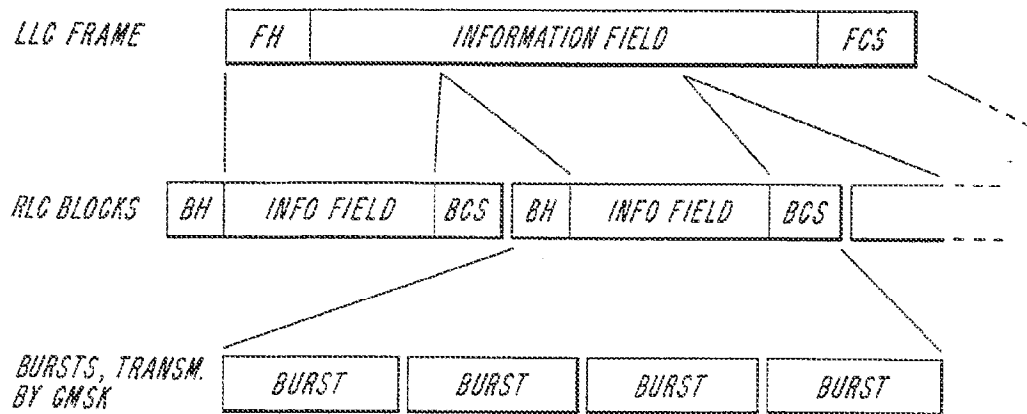 LLC FRAME FH INFORMATION FIELD FCS
RLC BLOCKS BH INFO FIELD BCS BH INFO FIELD BCS
BURSTS, TRANSM.
BY GMSK
BURST BURST BURST BURST